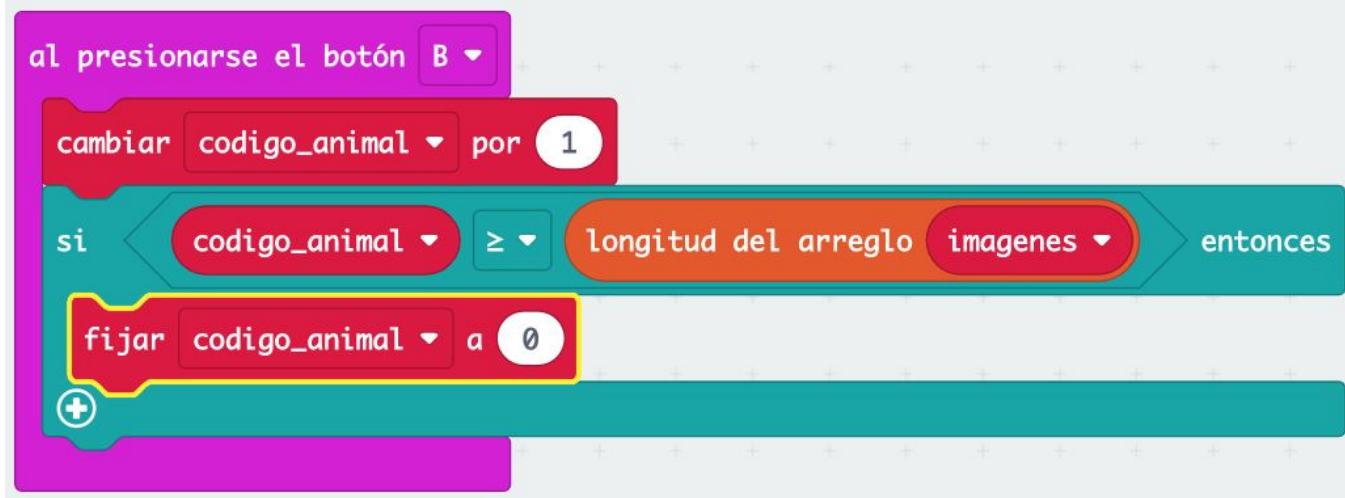 al presionarse el botón B
cambiar codigo_animal por 1
si codigo_animal ≥ longitud del arreglo imagenes entonces
fijar codigo_animal a 0